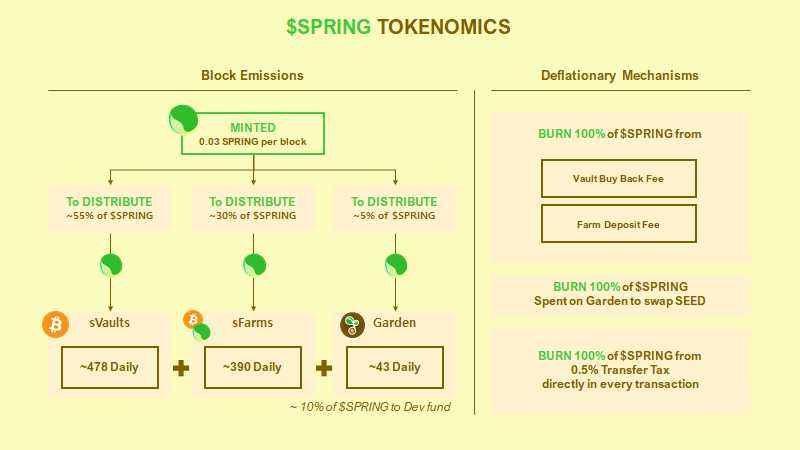 $SPRING TOKENOMICS
Block Emissions
MINTED
0.03 SPRING per block
To DISTRIBUTE
~55% of $SPRING
To DISTRIBUTE
~30% of $SPRING
To DISTRIBUTE
~5% of $SPRING
sVaults
sFarms
Garden
~478 Daily
~390 Daily
~43 Daily
~ 10% of $SPRING to Dev fund
Deflationary Mechanisms
BURN 100% of $SPRING from
Vault Buy Back Fee
Farm Deposit Fee
BURN 100% of $SPRING
Spent on Garden to swap SEED
BURN 100% of $SPRING from
0.5% Transfer Tax
directly in every transaction